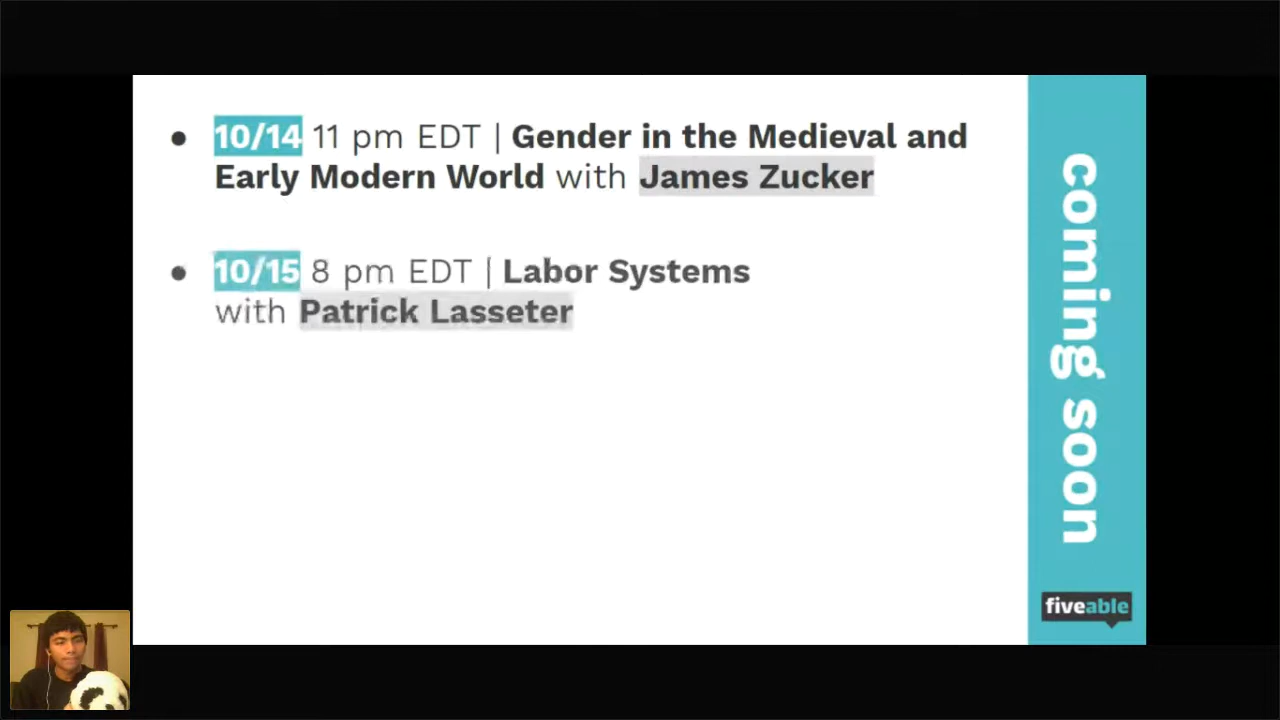 10/14 11 pm EDT | Gender in the Medieval and
Early Modern World with James Zucker
10/15 8 pm EDT | Labor Systems
with Patrick Lasseter
coming soon
fiveable